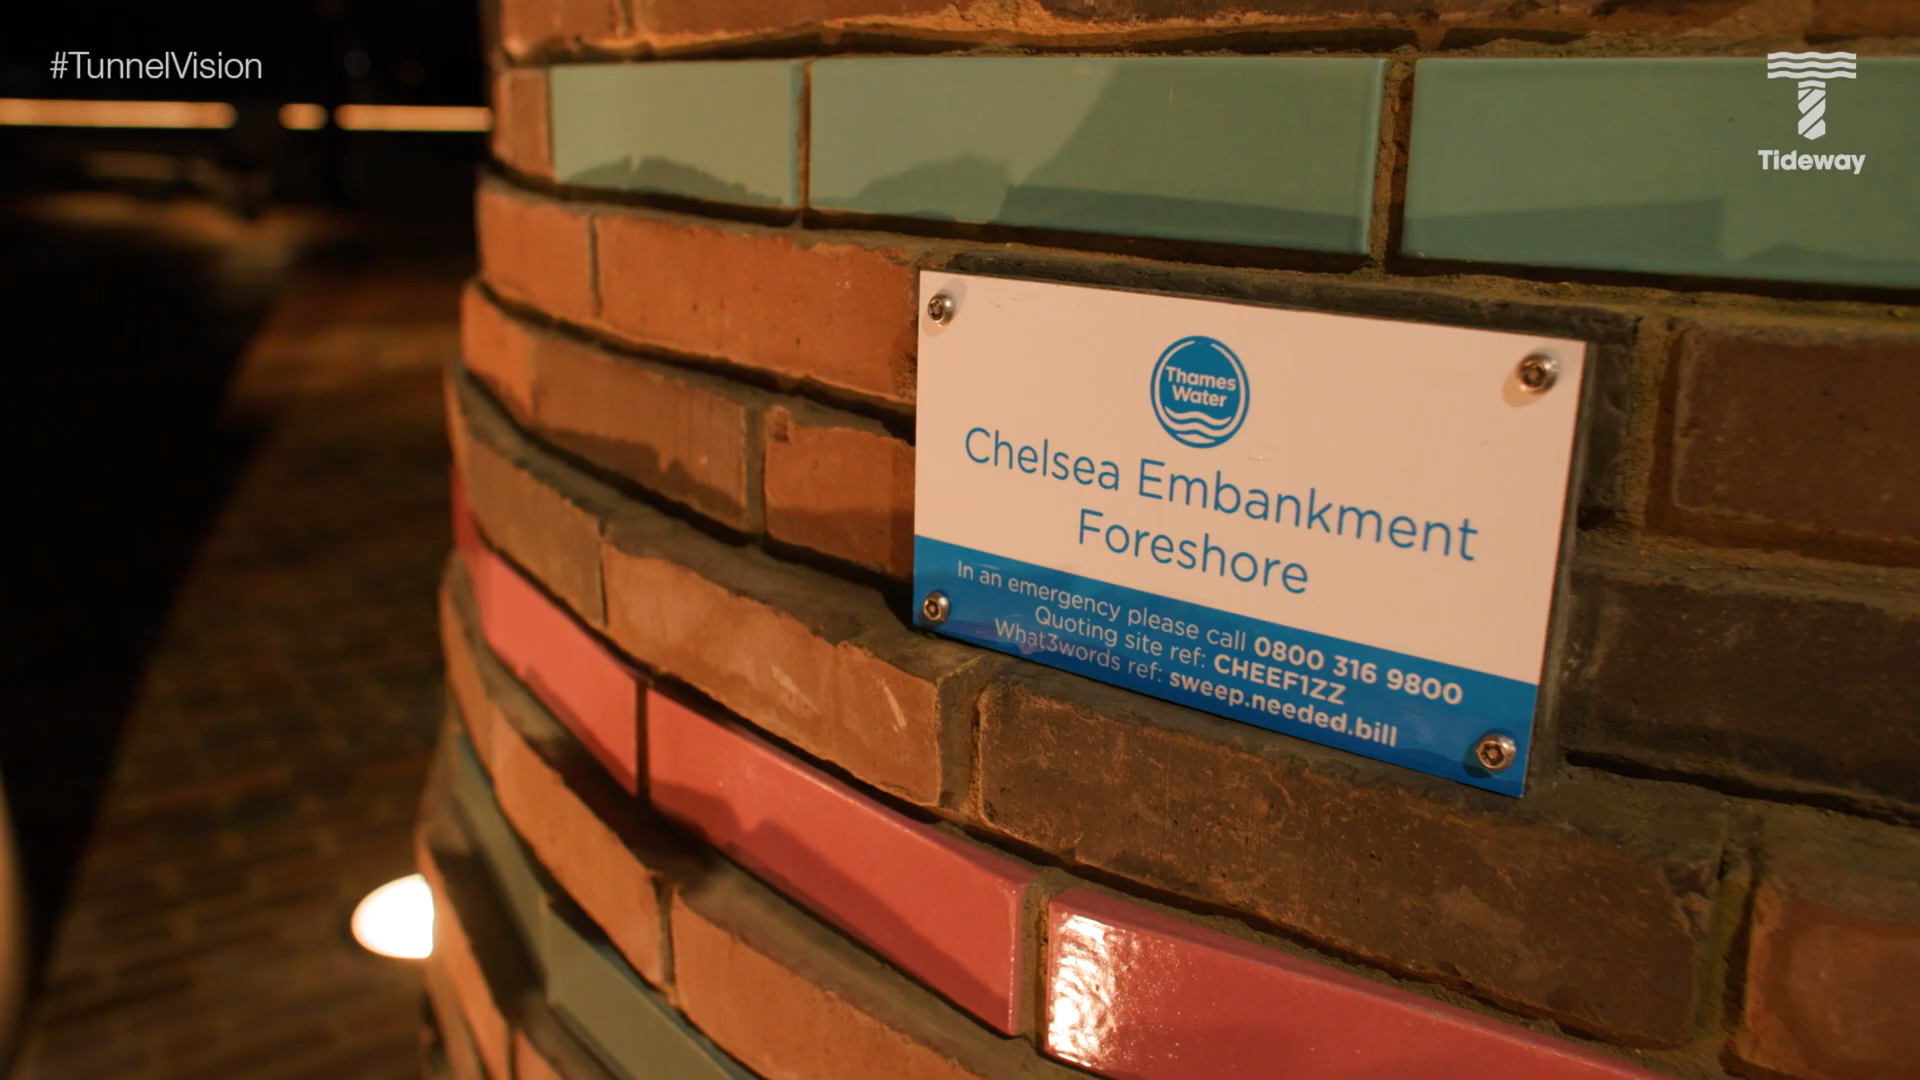 #TunnelVision
Tideway
Thames
Water
Chelsea Embankment
Foreshore
In an emergency please call 0800 316 9800
Quoting site ref: CHEEF1ZZ
What3words ref: sweep.needed.bill